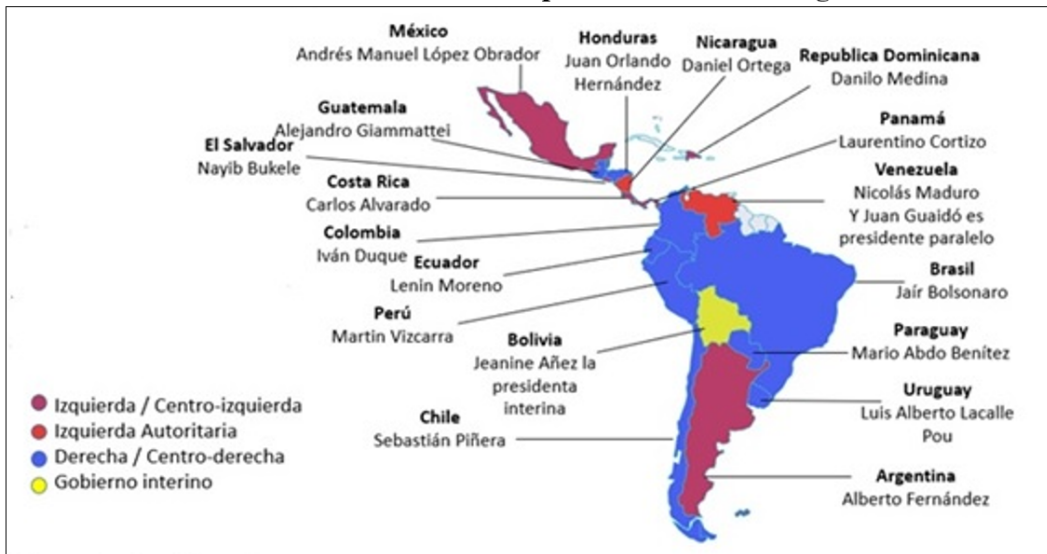 México
Andrés Manuel López Obrador
Honduras
Juan Orlando
Hernández
Nicaragua
Daniel Ortega
Republica Dominicana
Danilo Medina
Guatemala
Alejandro Giammattei
Panamá
Laurentino Cortizo
El Salvador
Nayib Bukele
Venezuela
Nicolás Maduro
Y Juan Guaidó es
presidente paralelo
Costa Rica
Carlos Alvarado
Colombia
Iván Duque
Ecuador
Lenin Moreno
Brasil
Jaír Bolsonaro
Perú
Martin Vizcarra
Bolivia
Jeanine Añez la
presidenta
interina
Paraguay
Mario Abdo Benítez
Uruguay
Luis Alberto Lacalle
Pou
Chile
Sebastián Piñera
Argentina
Alberto Fernández
Izquierda / Centro-izquierda
Izquierda Autoritaria
Derecha / Centro-derecha
Gobierno interino